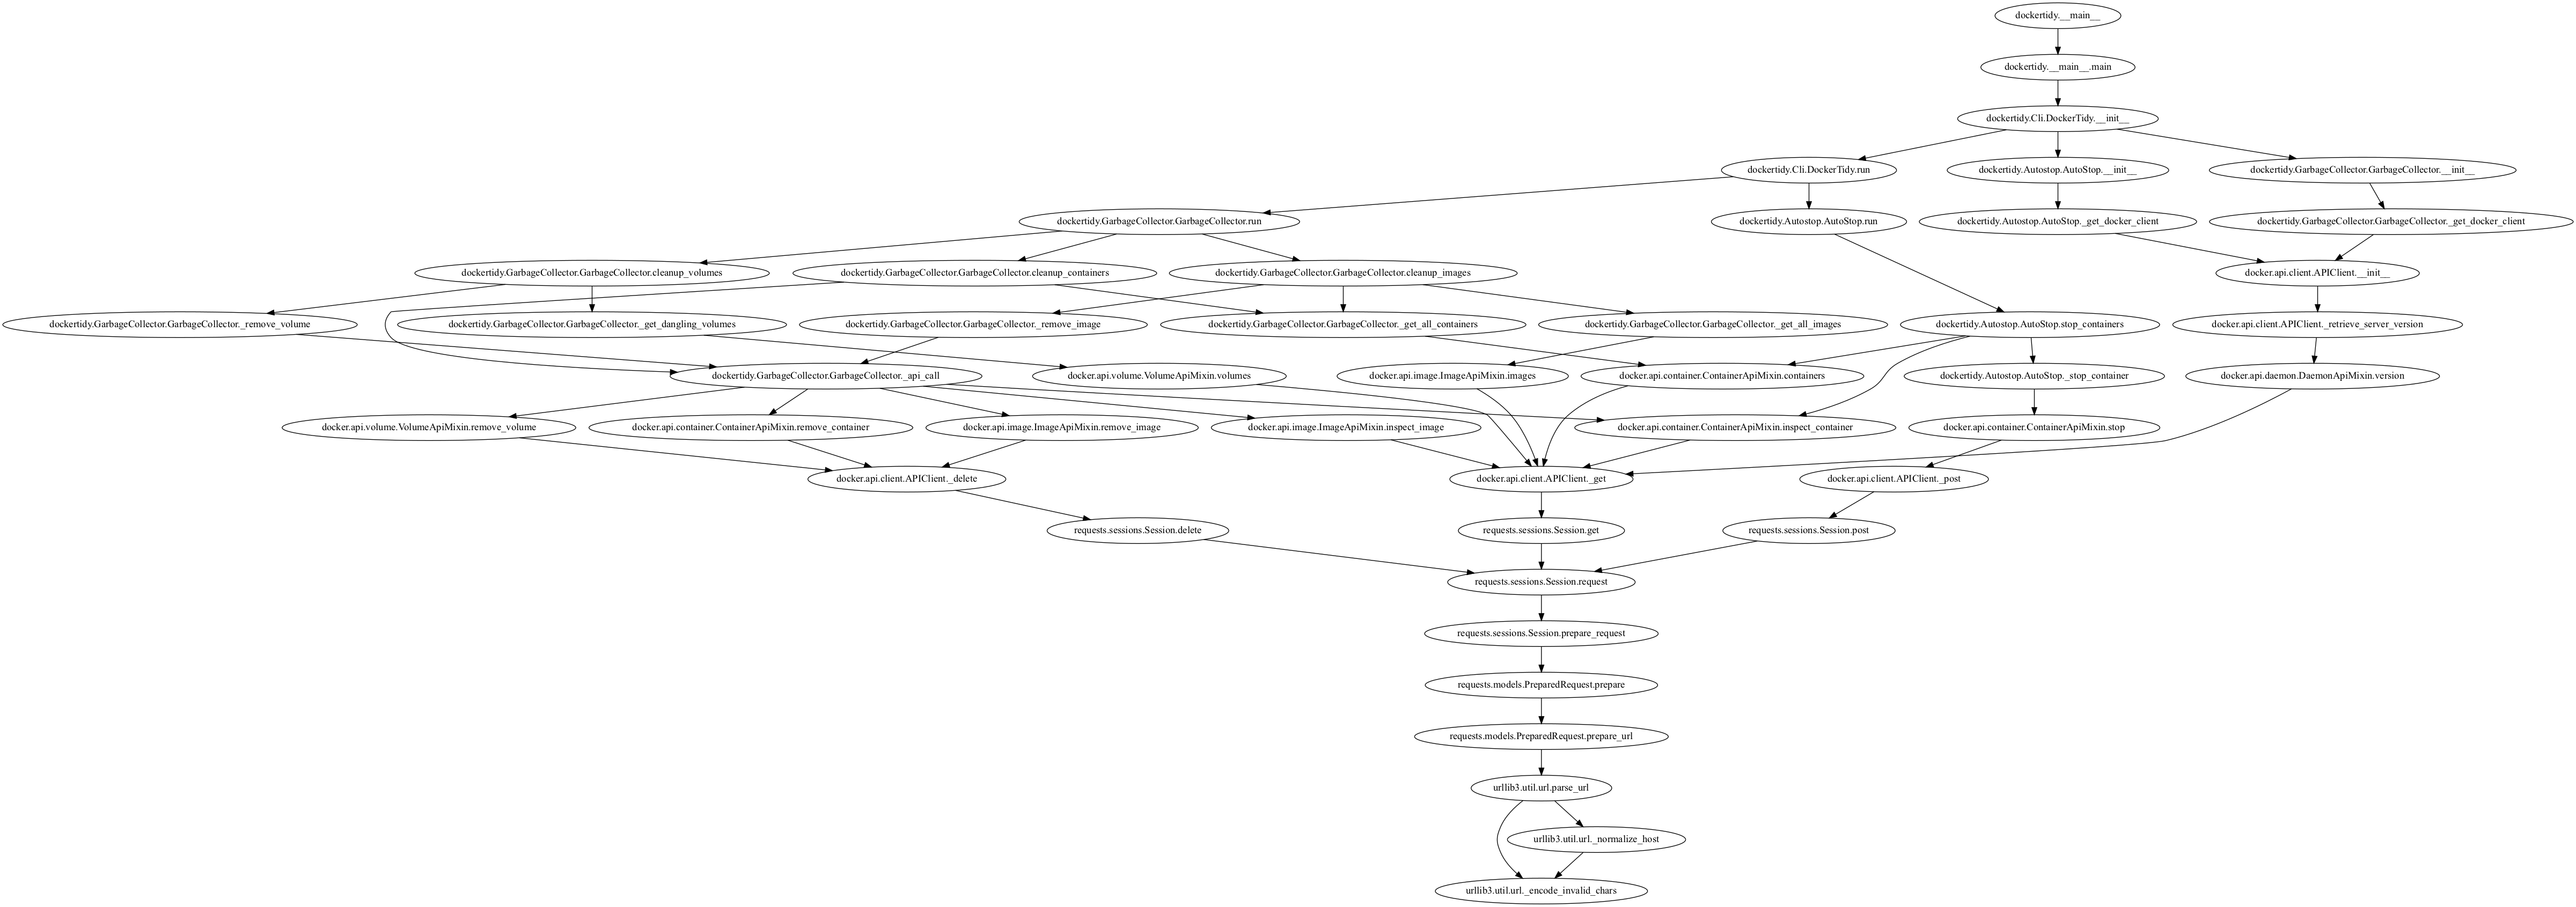 dockertidy.__main__
dockertidy.__main__.main
dockertidy.Cli.DockerTidy.__init__
dockertidy.Cli.DockerTidy.run
dockertidy.Autostop.AutoStop.__init__
dockertidy.GarbageCollector.GarbageCollector.__init__
dockertidy.GarbageCollector.GarbageCollector.run
dockertidy.Autostop.AutoStop.run
dockertidy.Autostop.AutoStop._get_docker_client
dockertidy.GarbageCollector.GarbageCollector._get_docker_client
dockertidy.GarbageCollector.GarbageCollector.cleanup_volumes
dockertidy.GarbageCollector.GarbageCollector.cleanup_containers
dockertidy.GarbageCollector.GarbageCollector.cleanup_images
docker.api.client.APIClient.__init__
dockertidy.GarbageCollector.GarbageCollector._remove_volume
dockertidy.GarbageCollector.GarbageCollector._get_dangling_volumes
dockertidy.GarbageCollector.GarbageCollector._remove_image
dockertidy.GarbageCollector.GarbageCollector._get_all_containers
dockertidy.GarbageCollector.GarbageCollector._get_all_images
dockertidy.Autostop.AutoStop.stop_containers
docker.api.client.APIClient._retrieve_server_version
dockertidy.GarbageCollector.GarbageCollector._api_call
docker.api.volume.VolumeApiMixin.volumes
docker.api.image.ImageApiMixin.images
docker.api.container.ContainerApiMixin.containers
dockertidy.Autostop.AutoStop._stop_container
docker.api.daemon.DaemonApiMixin.version
docker.api.volume.VolumeApiMixin.remove_volume
docker.api.container.ContainerApiMixin.remove_container
docker.api.image.ImageApiMixin.remove_image
docker.api.image.ImageApiMixin.inspect_image
docker.api.container.ContainerApiMixin.inspect_container
docker.api.container.ContainerApiMixin.stop
docker.api.client.APIClient._delete
docker.api.client.APIClient._get
docker.api.client.APIClient._post
requests.sessions.Session.delete
requests.sessions.Session.get
requests.sessions.Session.post
requests.sessions.Session.request
requests.sessions.Session.prepare_request
requests.models.PreparedRequest.prepare
requests.models.PreparedRequest.prepare_url
urllib3.util.url.parse_url
urllib3.util.url._normalize_host
urllib3.util.url._encode_invalid_chars